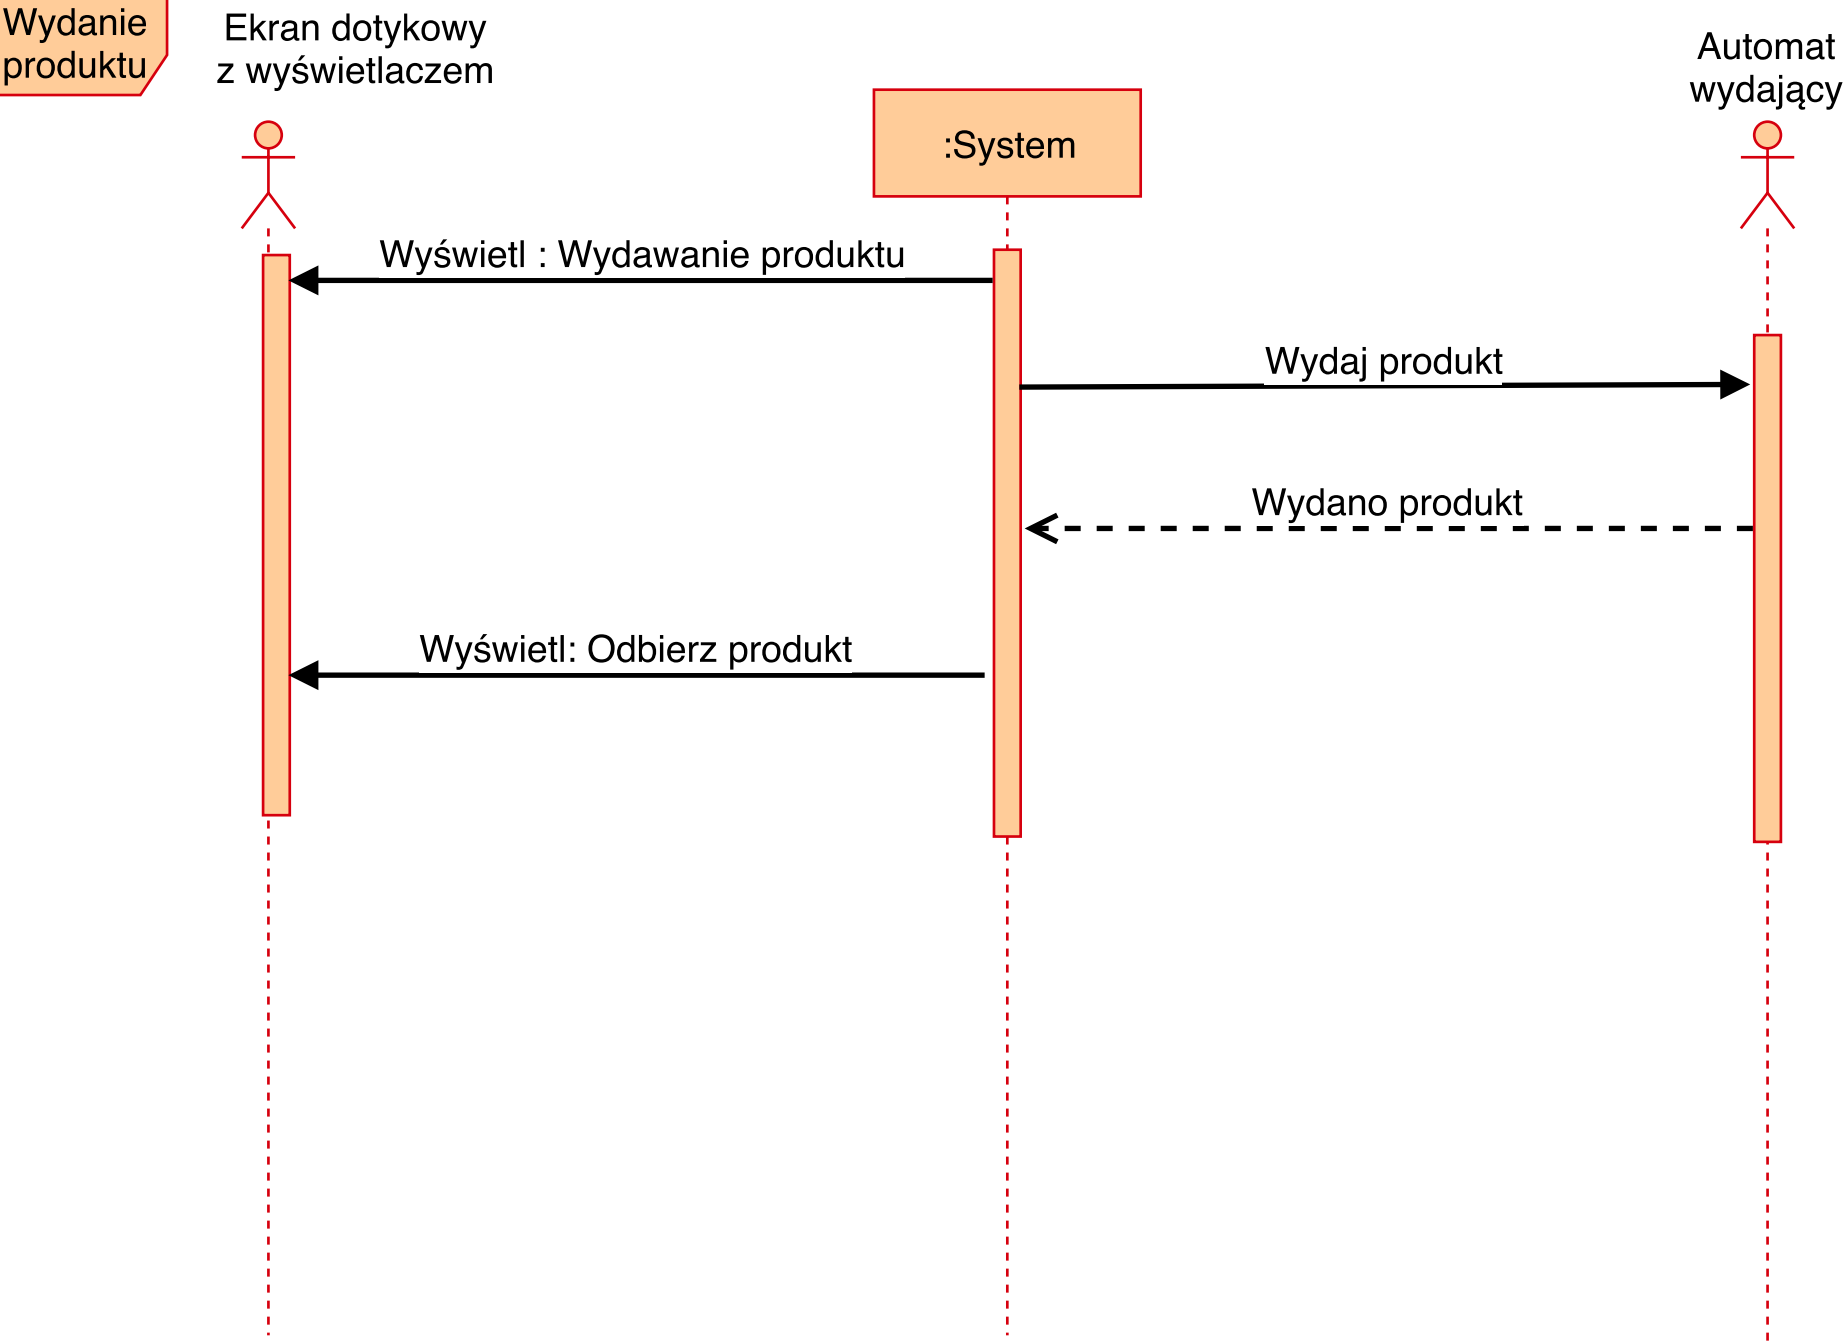 Wydanie
produktu
Ekran dotykowy
z wyświetlaczem
:System
Automat
wydający
Wyświetl : Wydawanie produktu
Wydaj produkt
Wydano produkt
Wyświetl: Odbierz produkt